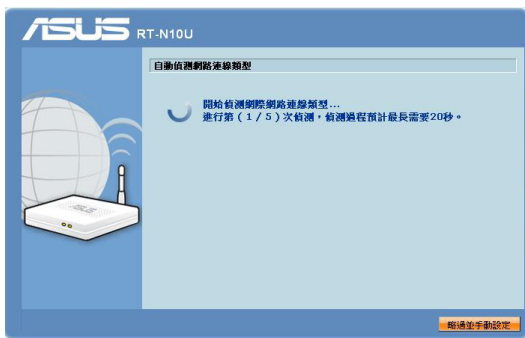 ASUS RT-N10U
自動偵測網路連線類型
開始偵測網際網路連線類型...
進行第（1 / 5）次偵測，偵測過程預計最長需要20秒。
略過並手動設定